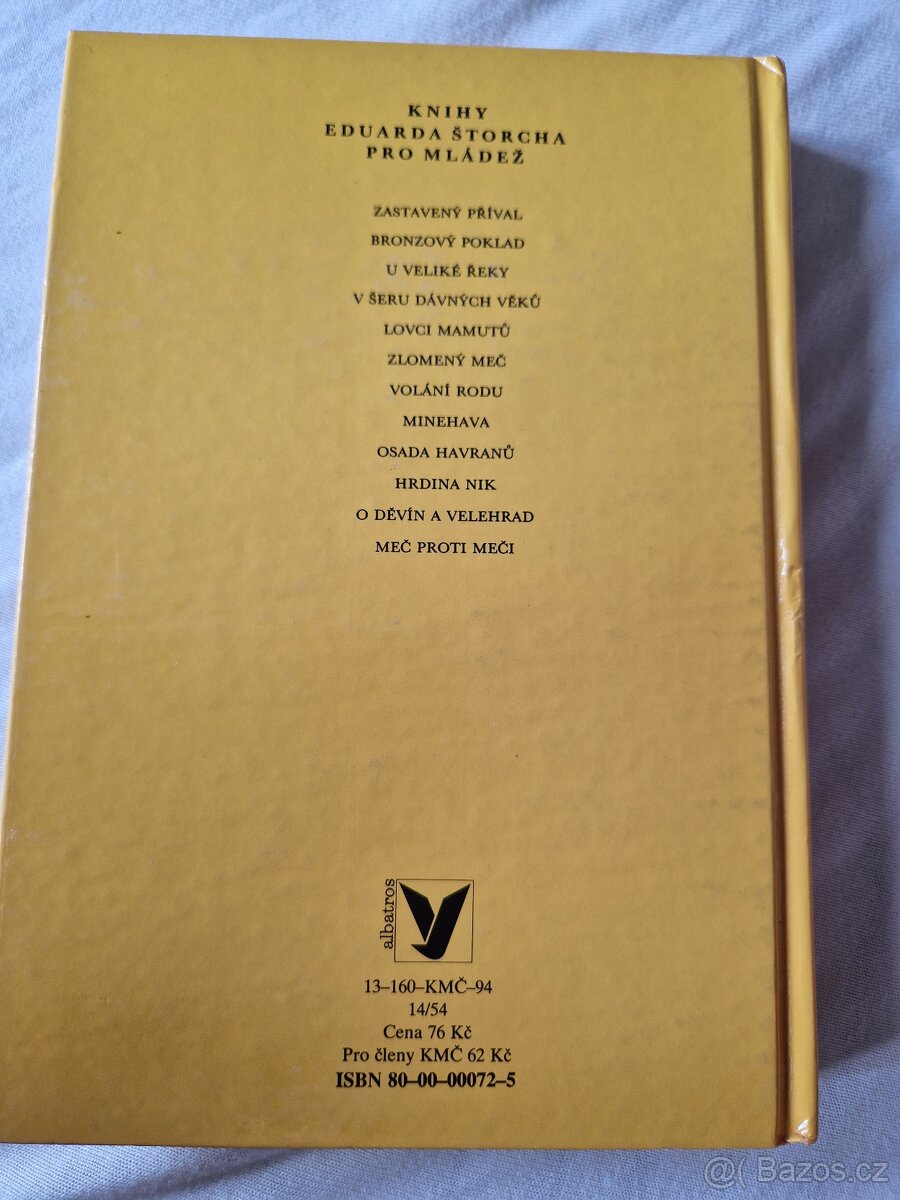 KNIHY
EDUARDA ŠTORCHA
PRO MLÁDEŽ
ZASTAVENÝ PŘÍVAL
BRONZOVÝ POKLAD
U VELIKÉ ŘEKY
V ŠERU DÁVNÝCH VĚKŮ
LOVCI MAMUTŮ
ZLOMENÝ MEČ
VOLÁNÍ RODU
MINEHAVA
OSADA HAVRANŮ
HRDINA NIK
O DĚVÍN A VELEHRAD
MEČ PROTI MEČI
albatros
13–160–KMČ–94
14/54
Cena 76 Kč
Pro členy KMČ 62 Kč
ISBN 80–00–00072–5
@( Bazos.cz